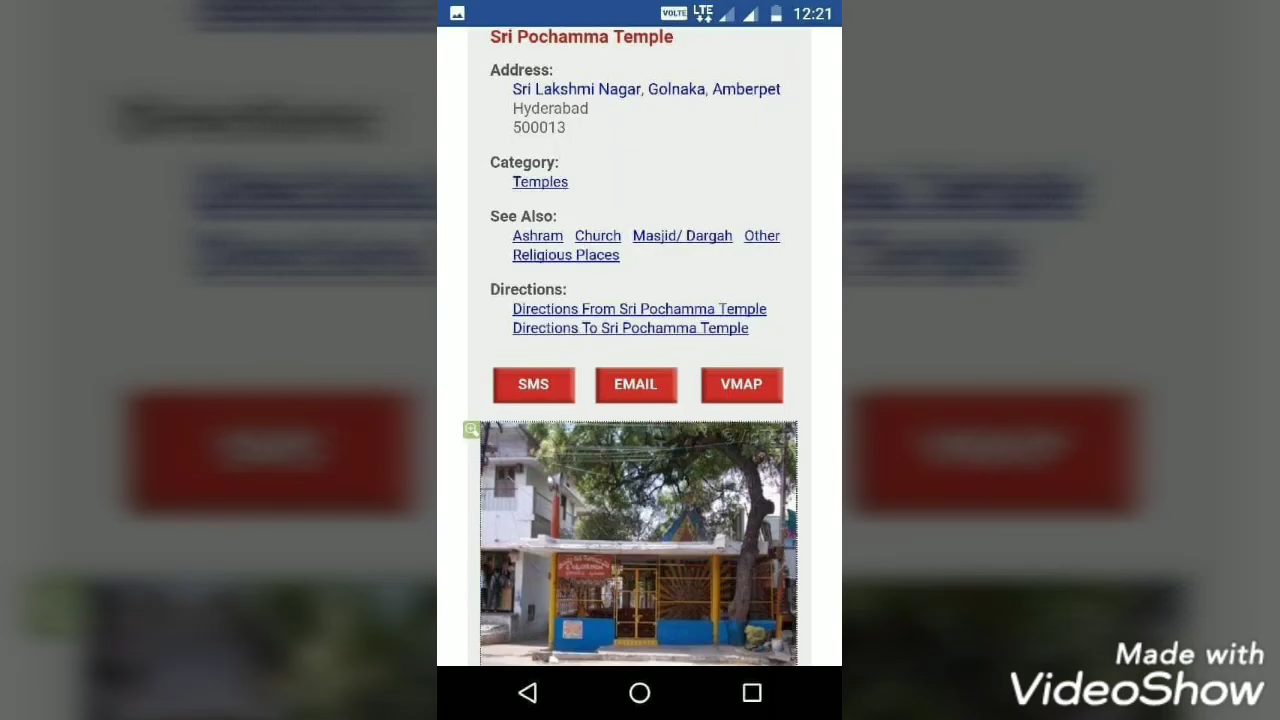 VOLTE LTE 12:21
Sri Pochamma Temple
Address:
Sri Lakshmi Nagar, Golnaka, Amberpet
Hyderabad
500013
Category:
Temples
See Also:
Ashram Church Masjid/ Dargah Other
Religious Places
Directions:
Directions From Sri Pochamma Temple
Directions To Sri Pochamma Temple
SMS EMAIL VMAP
Made with
VideoShow